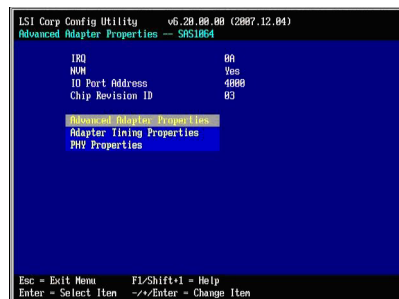 LSI Corp Config Utility v6.20.00.00 (2007.12.04)
Advanced Adapter Properties -- SAS1064
IRQ 0A
NVM Yes
IO Port Address 4000
Chip Revision ID 03
Advanced Adapter Properties
Adapter Timing Properties
PHY Properties
Esc = Exit Menu F1/Shift+1 = Help
Enter = Select Item -/+/Enter = Change Item